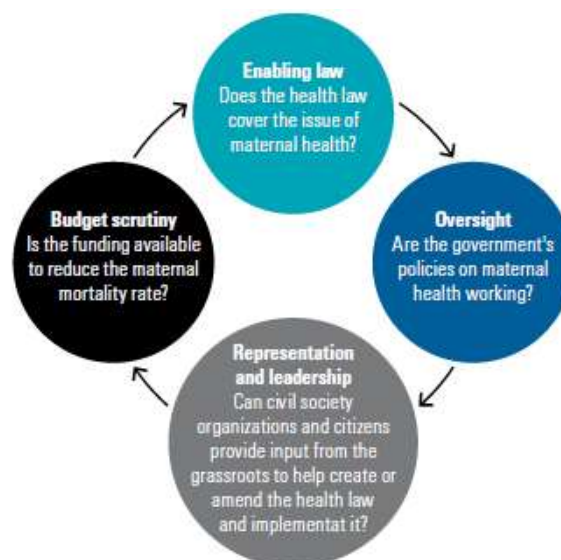 Enabling law
Does the health law
cover the issue of
maternal health?
Oversight
Are the government's
policies on maternal
health working?
Representation
and leadership
Can civil society
organizations and citizens
provide input from the
grassroots to help create or
amend the health law
and implementat it?
Budget scrutiny
Is the funding available
to reduce the maternal
mortality rate?